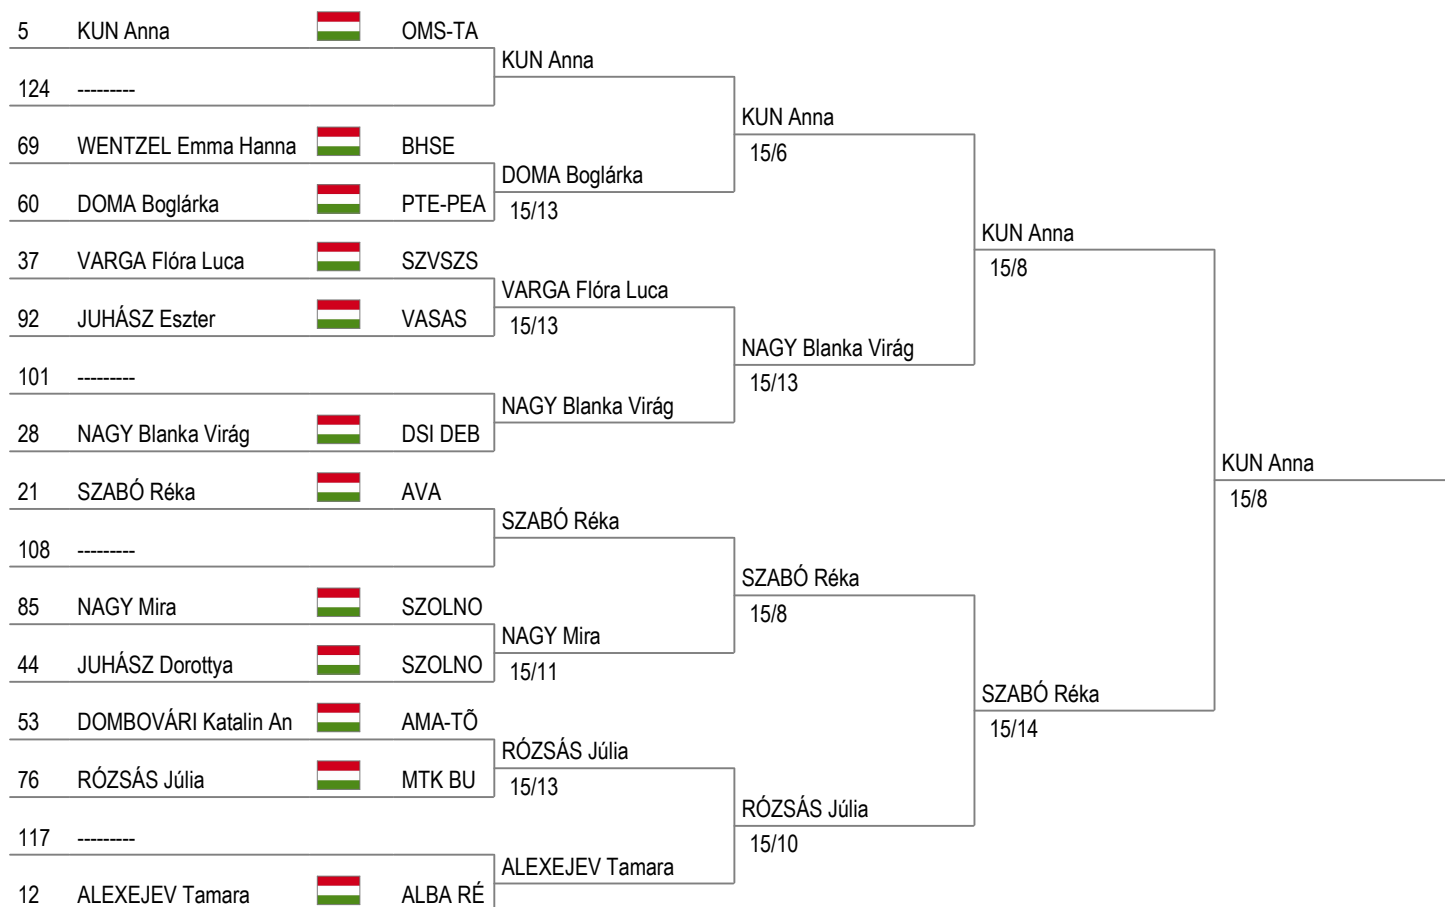 5 KUN Anna OMS-TA
KUN Anna
124 ---------
KUN Anna
69 WENTZEL Emma Hanna BHSE
15/6
DOMA Boglárka
60 DOMA Boglárka PTE-PEA
15/13
KUN Anna
37 VARGA Flóra Luca SZVSZS
15/8
VARGA Flóra Luca
92 JUHÁSZ Eszter VASAS
15/13
NAGY Blanka Virág
101 ---------
15/13
NAGY Blanka Virág
28 NAGY Blanka Virág DSI DEB
KUN Anna
21 SZABÓ Réka AVA
15/8
SZABÓ Réka
108 ---------
SZABÓ Réka
85 NAGY Mira SZOLNO
15/8
NAGY Mira
44 JUHÁSZ Dorottya SZOLNO
15/11
SZABÓ Réka
53 DOMBOVÁRI Katalin An AMA-TÕ
15/14
RÓZSÁS Júlia
76 RÓZSÁS Júlia MTK BU
15/13
RÓZSÁS Júlia
117 ---------
15/10
ALEXEJEV Tamara
12 ALEXEJEV Tamara ALBA RÉ